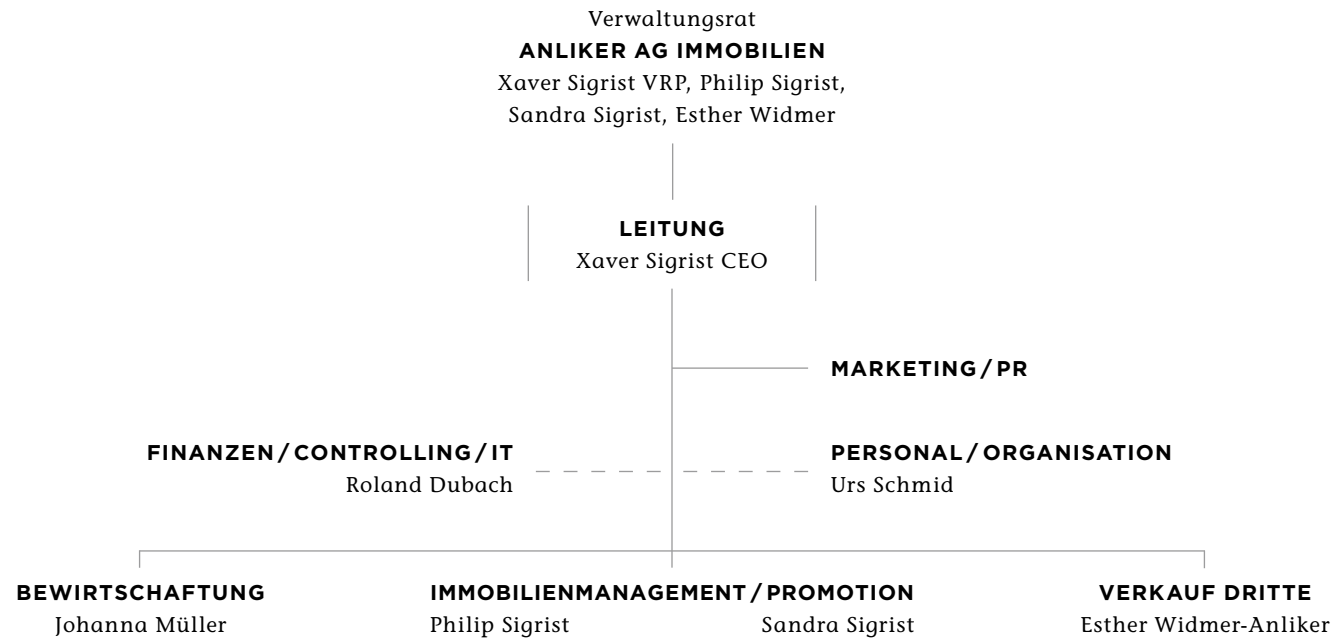 Verwaltungsrat
ANLIKER AG IMMOBILIEN
Xaver Sigrist VRP, Philip Sigrist,
Sandra Sigrist, Esther Widmer
LEITUNG
Xaver Sigrist CEO
MARKETING/PR
FINANZEN/CONTROLLING/IT
Roland Dubach
PERSONAL/ORGANISATION
Urs Schmid
BEWIRTSCHAFTUNG
Johanna Müller
IMMOBILIENMANAGEMENT/PROMOTION
Philip Sigrist Sandra Sigrist
VERKAUF DRITTE
Esther Widmer-Anliker